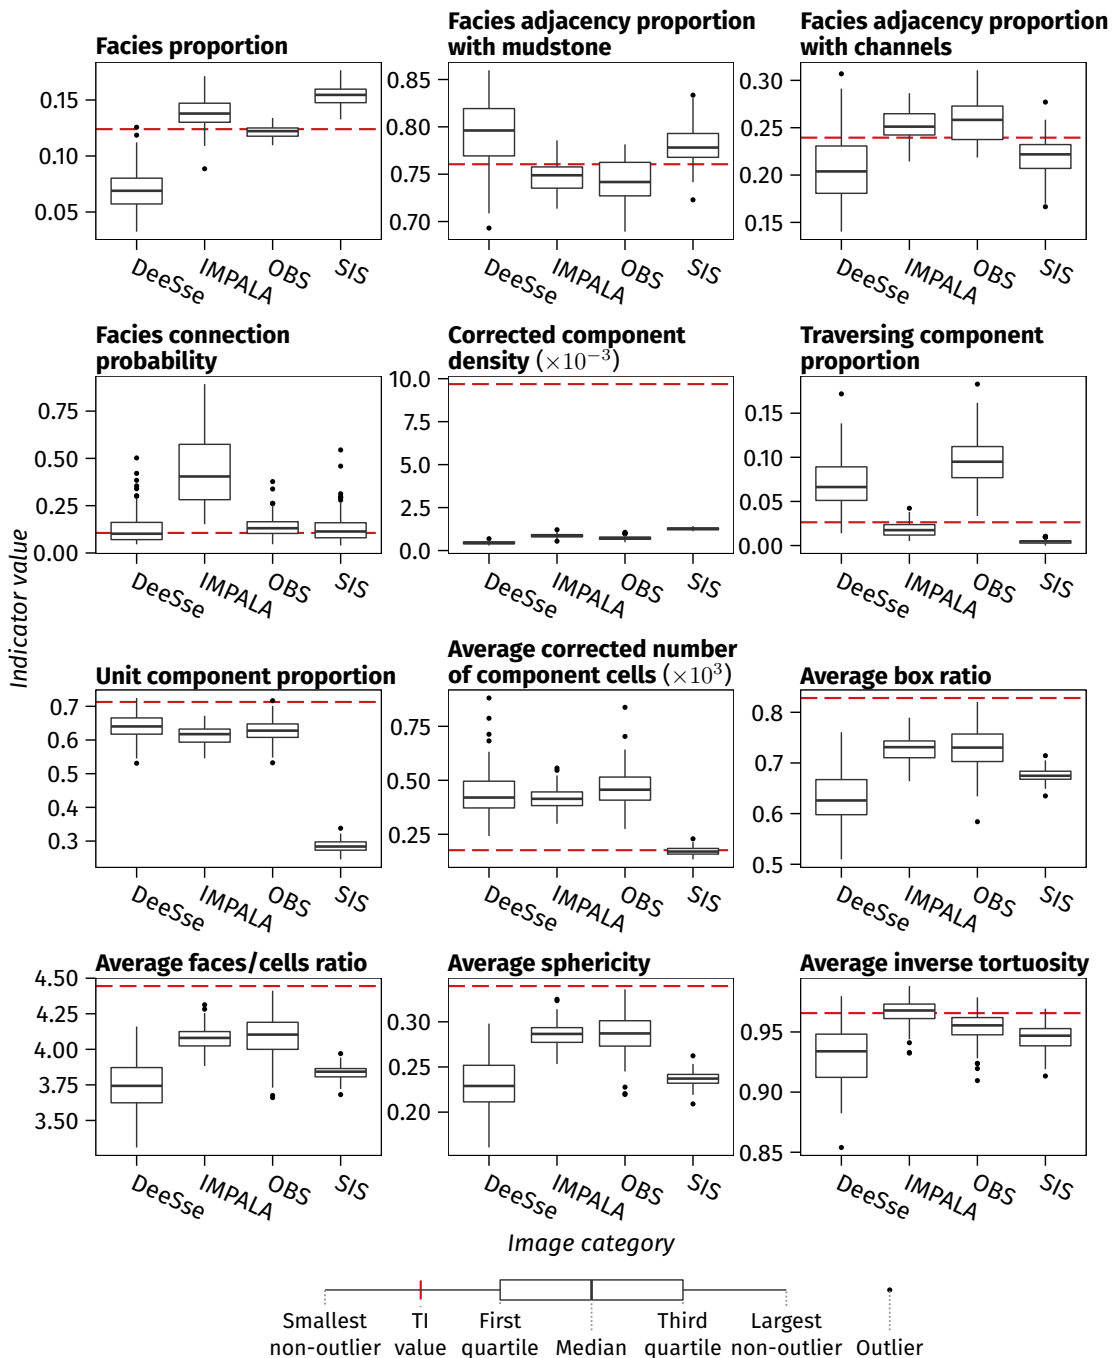 Facies proportion
0.15
0.10
0.05
DeeSse
IMPALA
OBS
SIS
Facies adjacency proportion
with mudstone
0.85
0.80
0.75
0.70
DeeSse
IMPALA
OBS
SIS
Facies adjacency proportion
with channels
0.30
0.25
0.20
0.15
DeeSse
IMPALA
OBS
SIS
Indicator value
Facies connection
probability
0.75
0.50
0.25
0.00
DeeSse
IMPALA
OBS
SIS
Corrected component
density (×10⁻³)
10.0
7.5
5.0
2.5
0.0
DeeSse
IMPALA
OBS
SIS
Traversing component
proportion
0.15
0.10
0.05
0.00
DeeSse
IMPALA
OBS
SIS
Unit component proportion
0.7
0.6
0.5
0.4
0.3
DeeSse
IMPALA
OBS
SIS
Average corrected number
of component cells (×10³)
0.75
0.50
0.25
DeeSse
IMPALA
OBS
SIS
Average box ratio
0.8
0.7
0.6
0.5
DeeSse
IMPALA
OBS
SIS
Average faces/cells ratio
4.50
4.25
4.00
3.75
3.50
DeeSse
IMPALA
OBS
SIS
Average sphericity
0.30
0.25
0.20
DeeSse
IMPALA
OBS
SIS
Average inverse tortuosity
0.95
0.90
0.85
DeeSse
IMPALA
OBS
SIS
Image category
Smallest TI First Third Largest
non-outlier value quartile Median quartile non-outlier Outlier